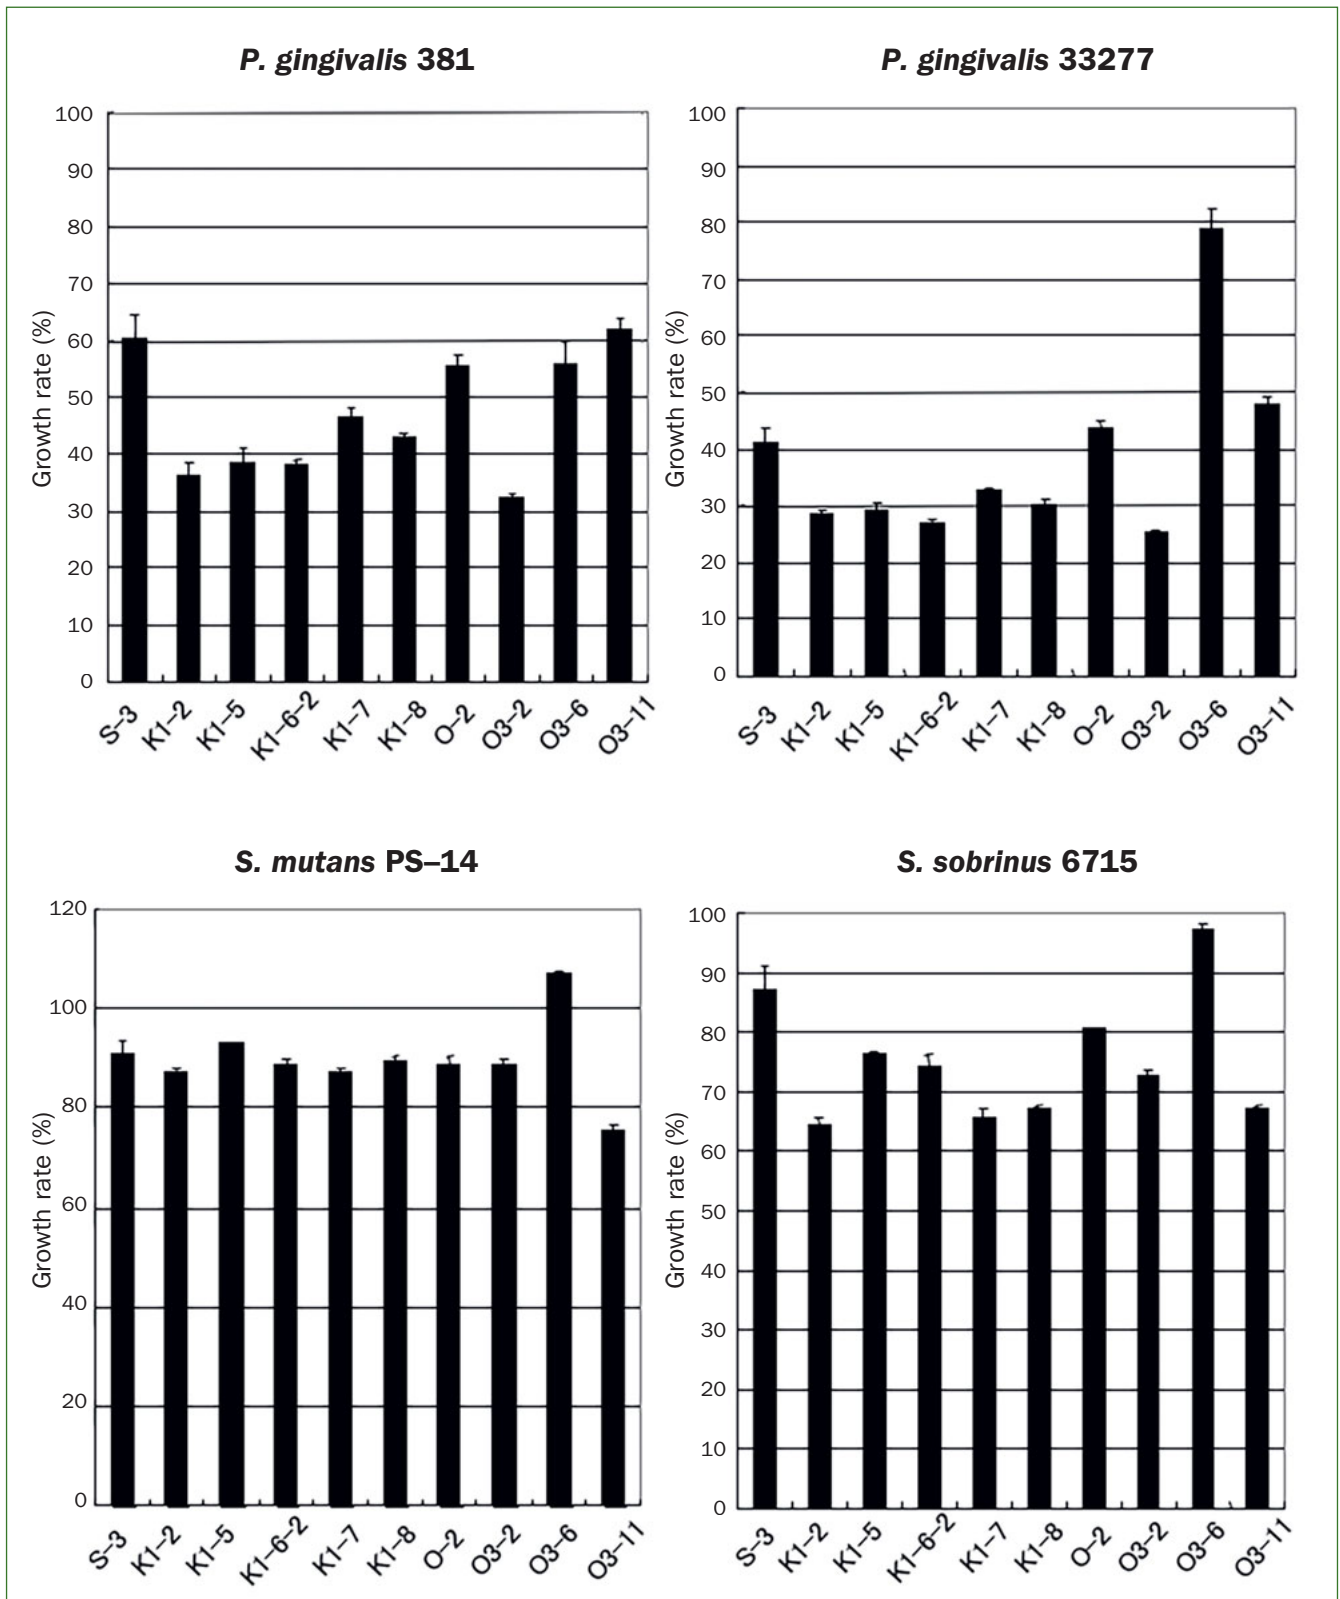 P. gingivalis 381
100
90
80
70
60
50
40
30
20
10
0
Growth rate (%)
S–3
K1–2
K1–5
K1–6–2
K1–7
K1–8
O–2
O3–2
O3–6
O3–11
P. gingivalis 33277
100
90
80
70
60
50
40
30
20
10
0
Growth rate (%)
S–3
K1–2
K1–5
K1–6–2
K1–7
K1–8
O–2
O3–2
O3–6
O3–11
S. mutans PS–14
120
100
80
60
40
20
0
Growth rate (%)
S–3
K1–2
K1–5
K1–6–2
K1–7
K1–8
O–2
O3–2
O3–6
O3–11
S. sobrinus 6715
100
90
80
70
60
50
40
30
20
10
0
Growth rate (%)
S–3
K1–2
K1–5
K1–6–2
K1–7
K1–8
O–2
O3–2
O3–6
O3–11